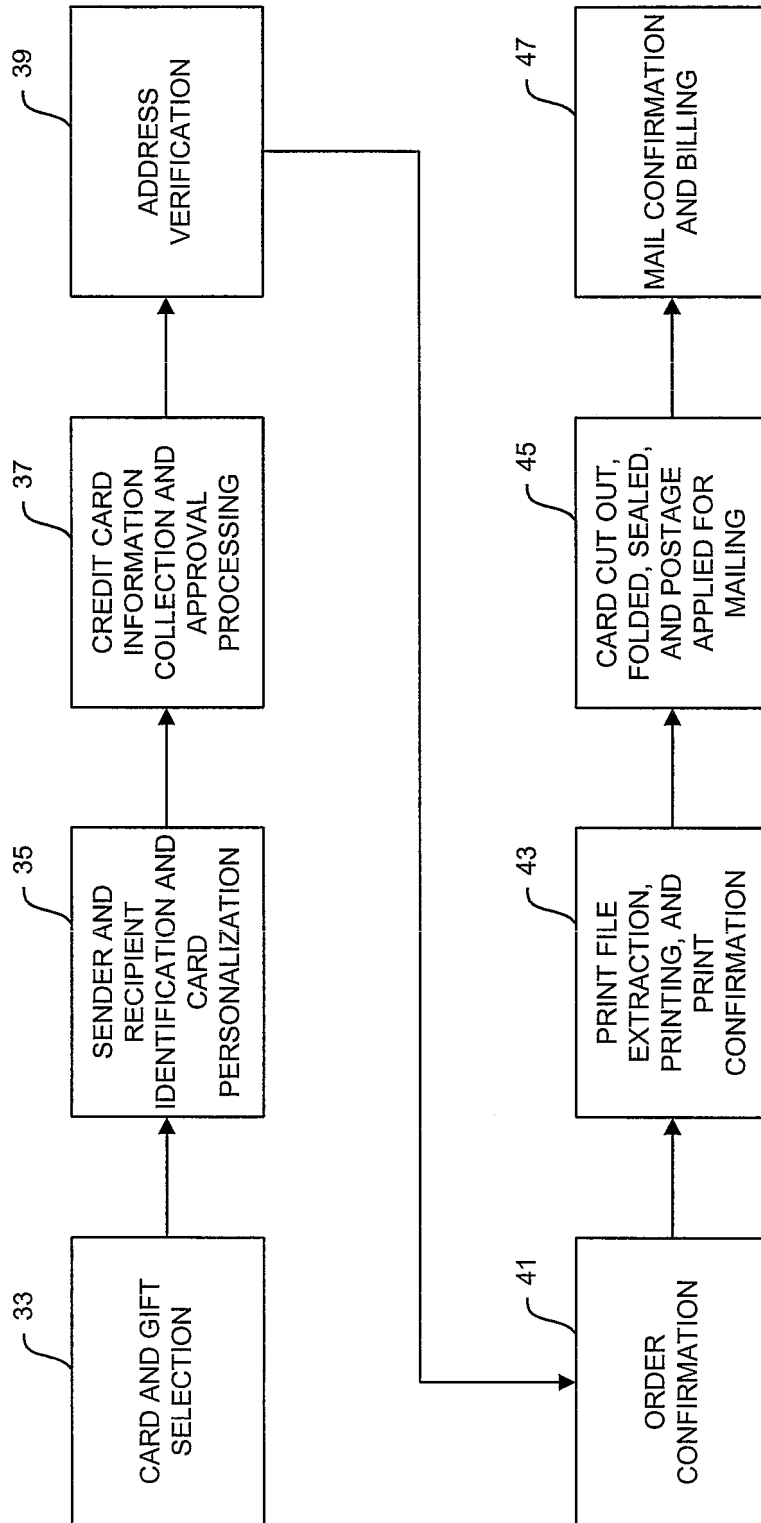 33
CARD AND GIFT
SELECTION
35
SENDER AND
RECIPIENT
IDENTIFICATION AND
CARD
PERSONALIZATION
37
CREDIT CARD
INFORMATION
COLLECTION AND
APPROVAL
PROCESSING
39
ADDRESS
VERIFICATION
41
ORDER
CONFIRMATION
43
PRINT FILE
EXTRACTION,
PRINTING, AND
PRINT
CONFIRMATION
45
CARD CUT OUT,
FOLDED, SEALED,
AND POSTAGE
APPLIED FOR
MAILING
47
MAIL CONFIRMATION
AND BILLING